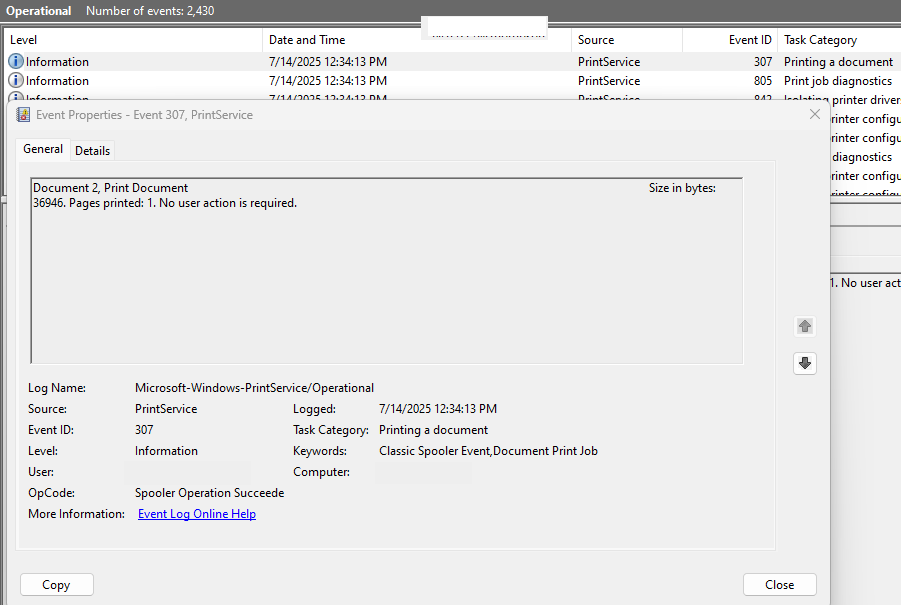 Operational Number of events: 2,430
Level Date and Time Source Event ID Task Category
Information 7/14/2025 12:34:13 PM PrintService 307 Printing a document
Information 7/14/2025 12:34:13 PM PrintService 805 Print job diagnostics
Information 7/14/2025 12:34:13 PM PrintService 842 Isolating printer drivers
Event Properties - Event 307, PrintService
rinter configu
rinter configu
diagnostics
rinter configu
rinter configu
General Details
Document 2, Print Document Size in bytes:
36946. Pages printed: 1. No user action is required.
1. No user act
Log Name: Microsoft-Windows-PrintService/Operational
Source: PrintService Logged: 7/14/2025 12:34:13 PM
Event ID: 307 Task Category: Printing a document
Level: Information Keywords: Classic Spooler Event,Document Print Job
User: Computer:
OpCode: Spooler Operation Succeede
More Information: Event Log Online Help
Copy Close